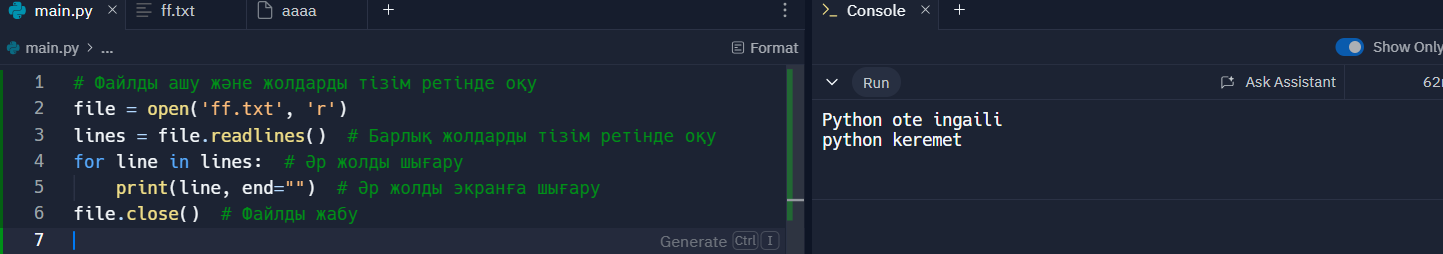 main.py ff.txt aaaa
main.py > ...
Format
1 # Файлды ашу және жолдарды тізім ретінде оқу
2 file = open('ff.txt', 'r')
3 lines = file.readlines()  # Барлық жолдарды тізім ретінде оқу
4 for line in lines:  # Әр жолды шығару
5     print(line, end="")  # Әр жолды экранға шығару
6 file.close()  # Файлды жабу
7
Generate Ctrl I
Console
Show Only
Run
Ask Assistant
Python ote ingaili
python keremet